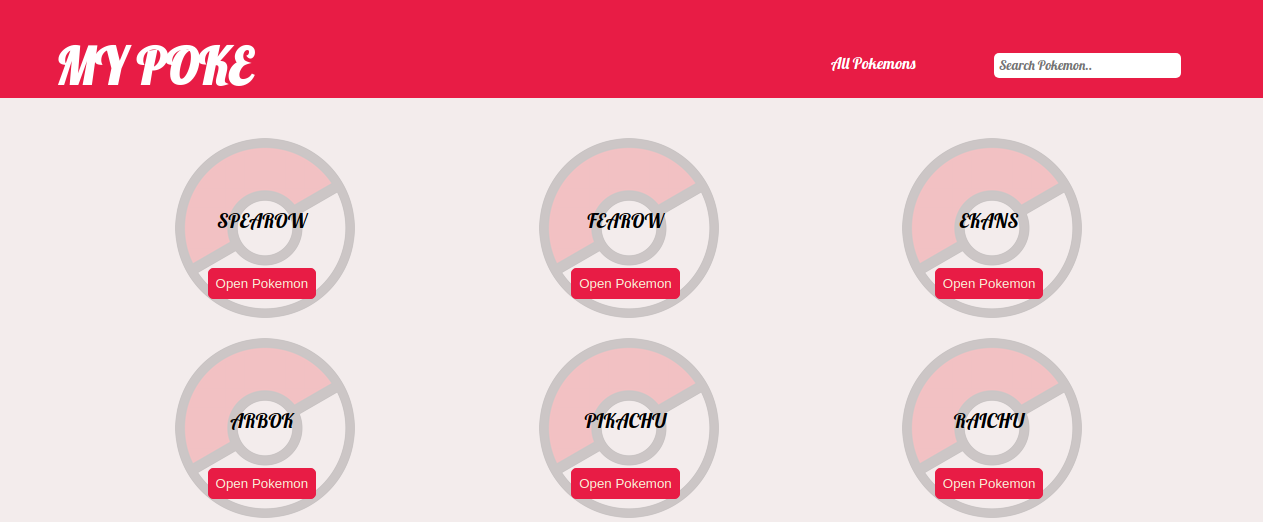 MY POKE
All Pokemons
Search Pokemon..
SPEAROW
FEAROW
EKANS
Open Pokemon
Open Pokemon
Open Pokemon
ARBOK
PIKACHU
RAICHU
Open Pokemon
Open Pokemon
Open Pokemon